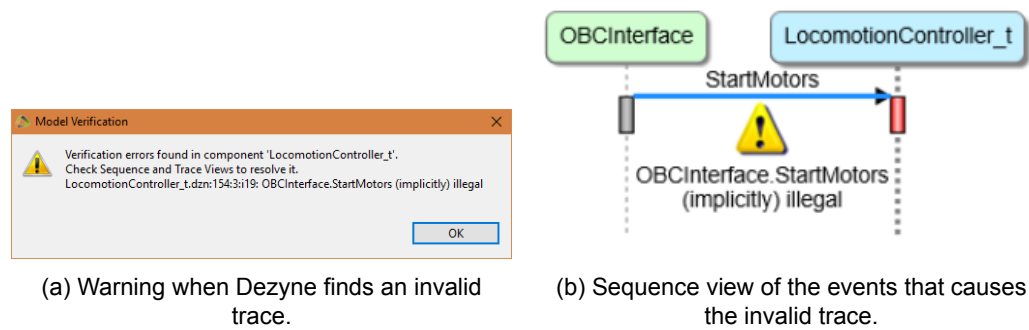 Model Verification
Verification errors found in component 'LocomotionController_t'.
Check Sequence and Trace Views to resolve it.
LocomotionController_t.dzn:154:3:i19: OBCInterface.StartMotors (implicitly) illegal
OK
(a) Warning when Dezyne finds an invalid
trace.
OBCInterface
LocomotionController_t
StartMotors
OBCInterface.StartMotors
(implicitly) illegal
(b) Sequence view of the events that causes
the invalid trace.